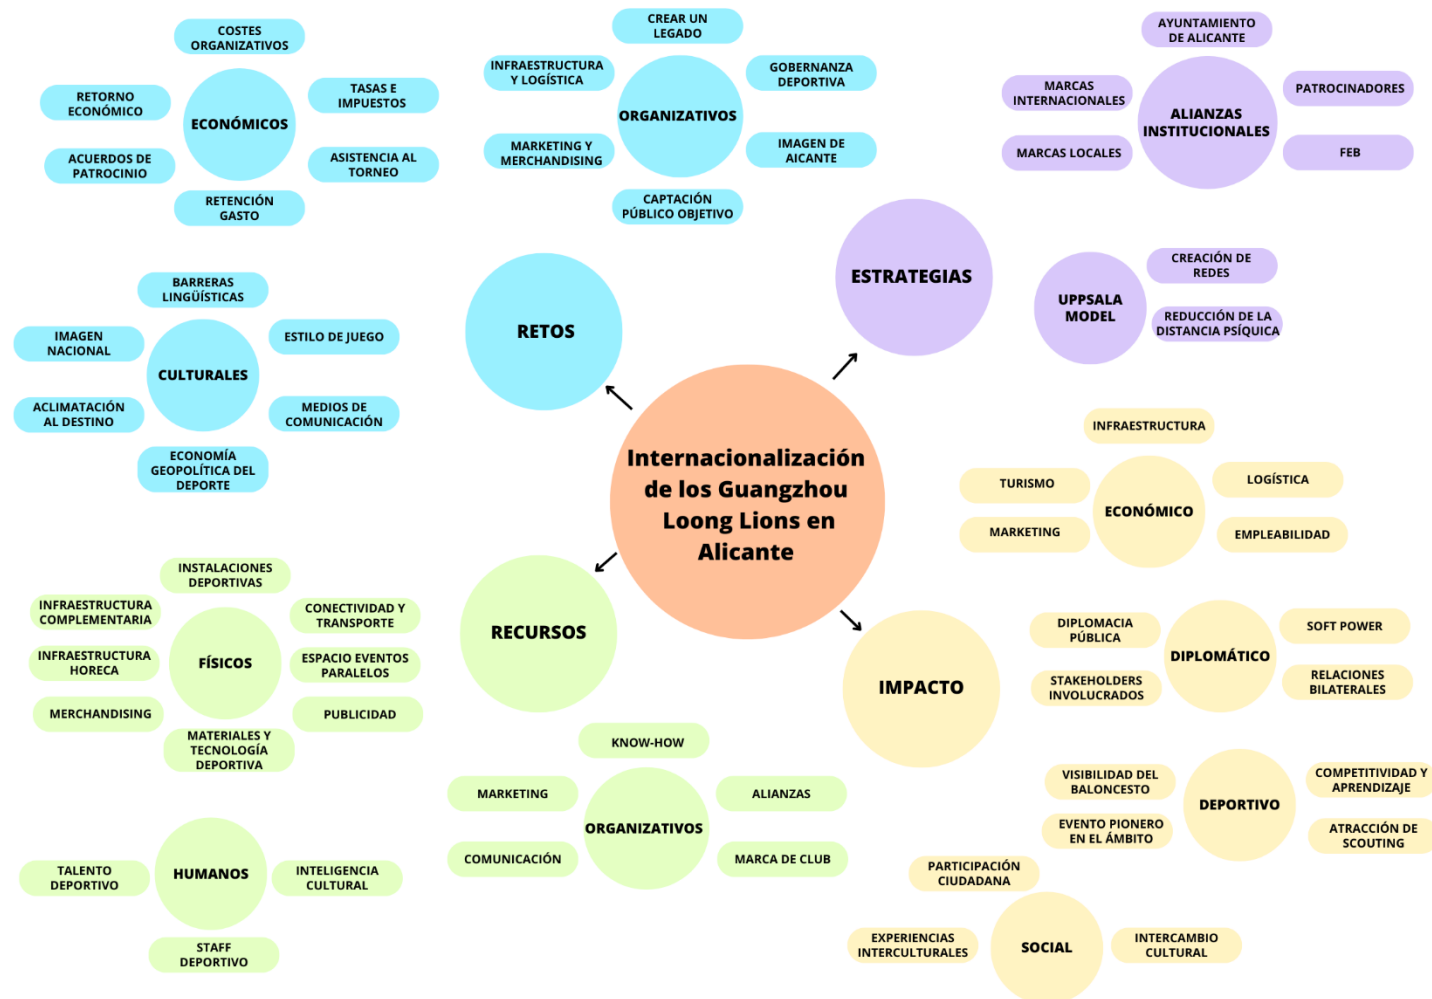 Internacionalización
de los Guangzhou
Loong Lions en
Alicante
RETOS
ECONÓMICOS
COSTES
ORGANIZATIVOS
TASAS E
IMPUESTOS
ASISTENCIA AL
TORNEO
RETENCIÓN
GASTO
ACUERDOS DE
PATROCINIO
RETORNO
ECONÓMICO
ORGANIZATIVOS
CREAR UN
LEGADO
GOBERNANZA
DEPORTIVA
IMAGEN DE
AICANTE
CAPTACIÓN
PÚBLICO OBJETIVO
MARKETING Y
MERCHANDISING
INFRAESTRUCTURA
Y LOGÍSTICA
CULTURALES
BARRERAS
LINGÜÍSTICAS
ESTILO DE JUEGO
MEDIOS DE
COMUNICACIÓN
ECONOMÍA
GEOPOLÍTICA DEL
DEPORTE
ACLIMATACIÓN
AL DESTINO
IMAGEN
NACIONAL
ESTRATEGIAS
ALIANZAS
INSTITUCIONALES
AYUNTAMIENTO
DE ALICANTE
PATROCINADORES
FEB
MARCAS LOCALES
MARCAS
INTERNACIONALES
UPPSALA
MODEL
CREACIÓN DE
REDES
REDUCCIÓN DE LA
DISTANCIA PSÍQUICA
RECURSOS
FÍSICOS
INSTALACIONES
DEPORTIVAS
CONECTIVIDAD Y
TRANSPORTE
ESPACIO EVENTOS
PARALELOS
PUBLICIDAD
MATERIALES Y
TECNOLOGÍA
DEPORTIVA
MERCHANDISING
INFRAESTRUCTURA
HORECA
INFRAESTRUCTURA
COMPLEMENTARIA
HUMANOS
TALENTO
DEPORTIVO
INTELIGENCIA
CULTURAL
STAFF
DEPORTIVO
ORGANIZATIVOS
KNOW-HOW
ALIANZAS
MARCA DE CLUB
COMUNICACIÓN
MARKETING
IMPACTO
ECONÓMICO
INFRAESTRUCTURA
LOGÍSTICA
EMPLEABILIDAD
MARKETING
TURISMO
DIPLOMÁTICO
DIPLOMACIA
PÚBLICA
SOFT POWER
RELACIONES
BILATERALES
STAKEHOLDERS
INVOLUCRADOS
DEPORTIVO
VISIBILIDAD DEL
BALONCESTO
COMPETITIVIDAD Y
APRENDIZAJE
ATRACCIÓN DE
SCOUTING
EVENTO PIONERO
EN EL ÁMBITO
SOCIAL
PARTICIPACIÓN
CIUDADANA
INTERCAMBIO
CULTURAL
EXPERIENCIAS
INTERCULTURALES